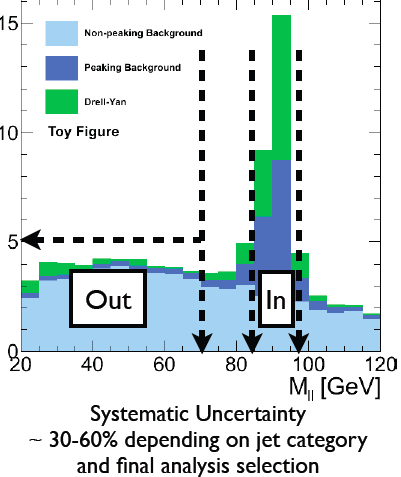 15
Non-peaking Background
Peaking Background
10
Drell-Yan
Toy Figure
5
Out
In
0
20 40 60 80 100 120
M_ll [GeV]
Systematic Uncertainty
~ 30-60% depending on jet category
and final analysis selection